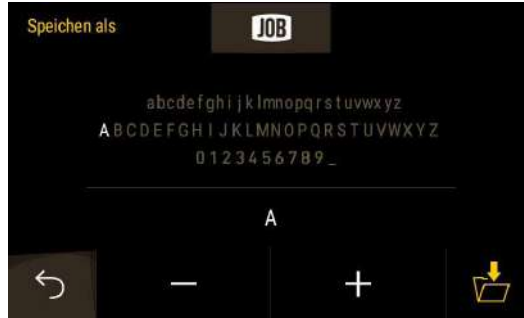 Speichen als
JOB
abcdefghijklmnopqrstuvwxyz
ABCDEFGHIJKLMNOPQRSTUVWXYZ
0123456789_
A